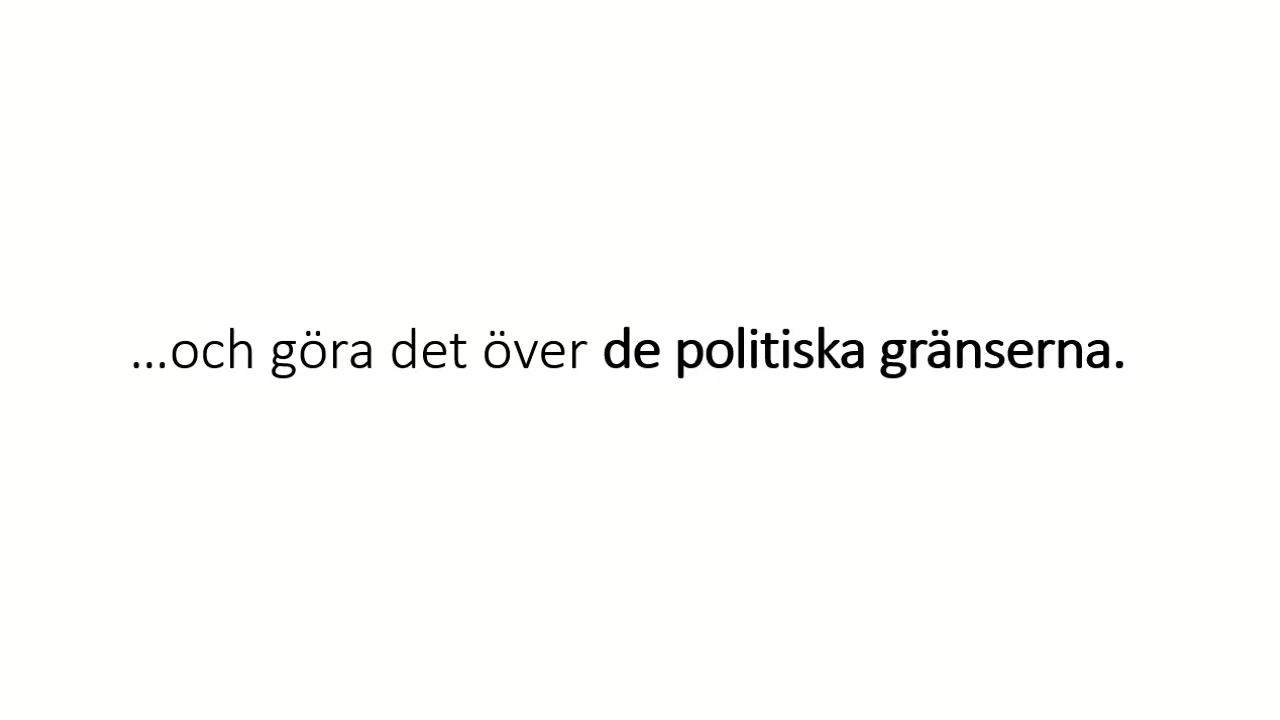 ...och göra det över de politiska gränserna.